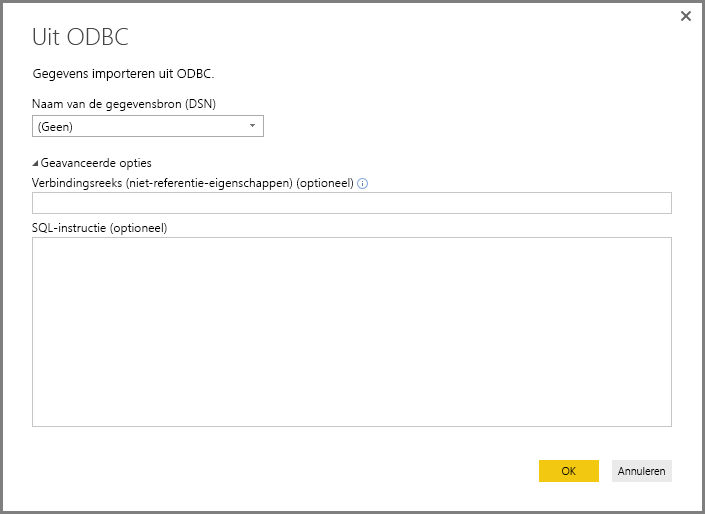 Uit ODBC
Gegevens importeren uit ODBC.
Naam van de gegevensbron (DSN)
(Geen)
Geavanceerde opties
Verbindingsreeks (niet-referentie-eigenschappen) (optioneel)
SQL-instructie (optioneel)
OK Annuleren